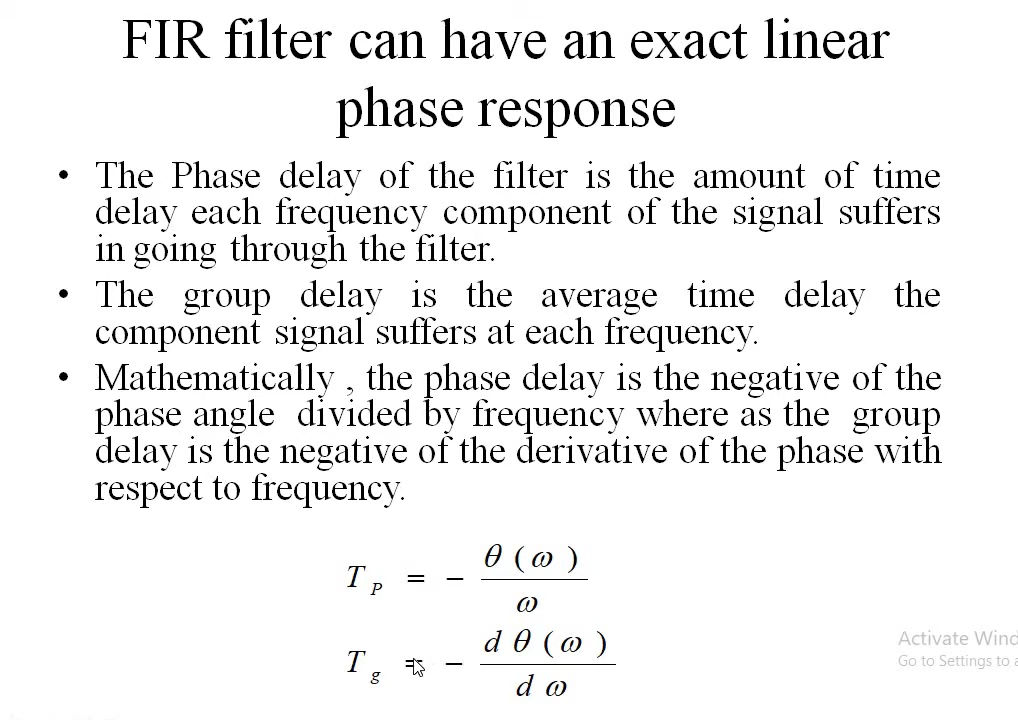 FIR filter can have an exact linear
phase response
• The Phase delay of the filter is the amount of time
delay each frequency component of the signal suffers
in going through the filter.
• The group delay is the average time delay the
component signal suffers at each frequency.
• Mathematically , the phase delay is the negative of the
phase angle divided by frequency where as the group
delay is the negative of the derivative of the phase with
respect to frequency.
T_P = - θ(ω) / ω
T_g = - dθ(ω) / dω
Activate Wind
Go to Settings to a